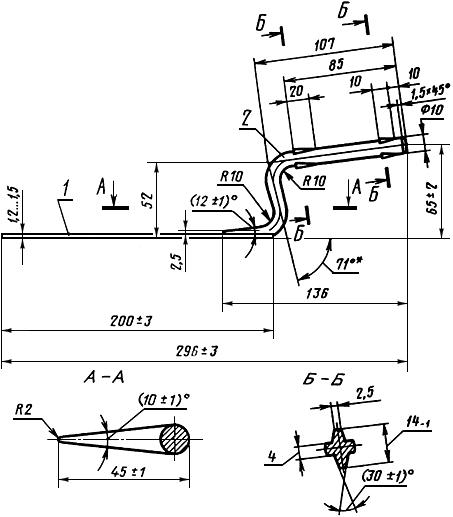 Б
Б
107
85
20
10
10
1,5×45°
Ф10
2
1
А
52
R10
(12 ±1)°
R10
А
Б
Б
65±2
1,2...1,5
2,5
71°*
136
200±3
296±3
А – А
R2
(10 ±1)°
45±1
Б – Б
2,5
14₋₁
4
(30 ±1)°